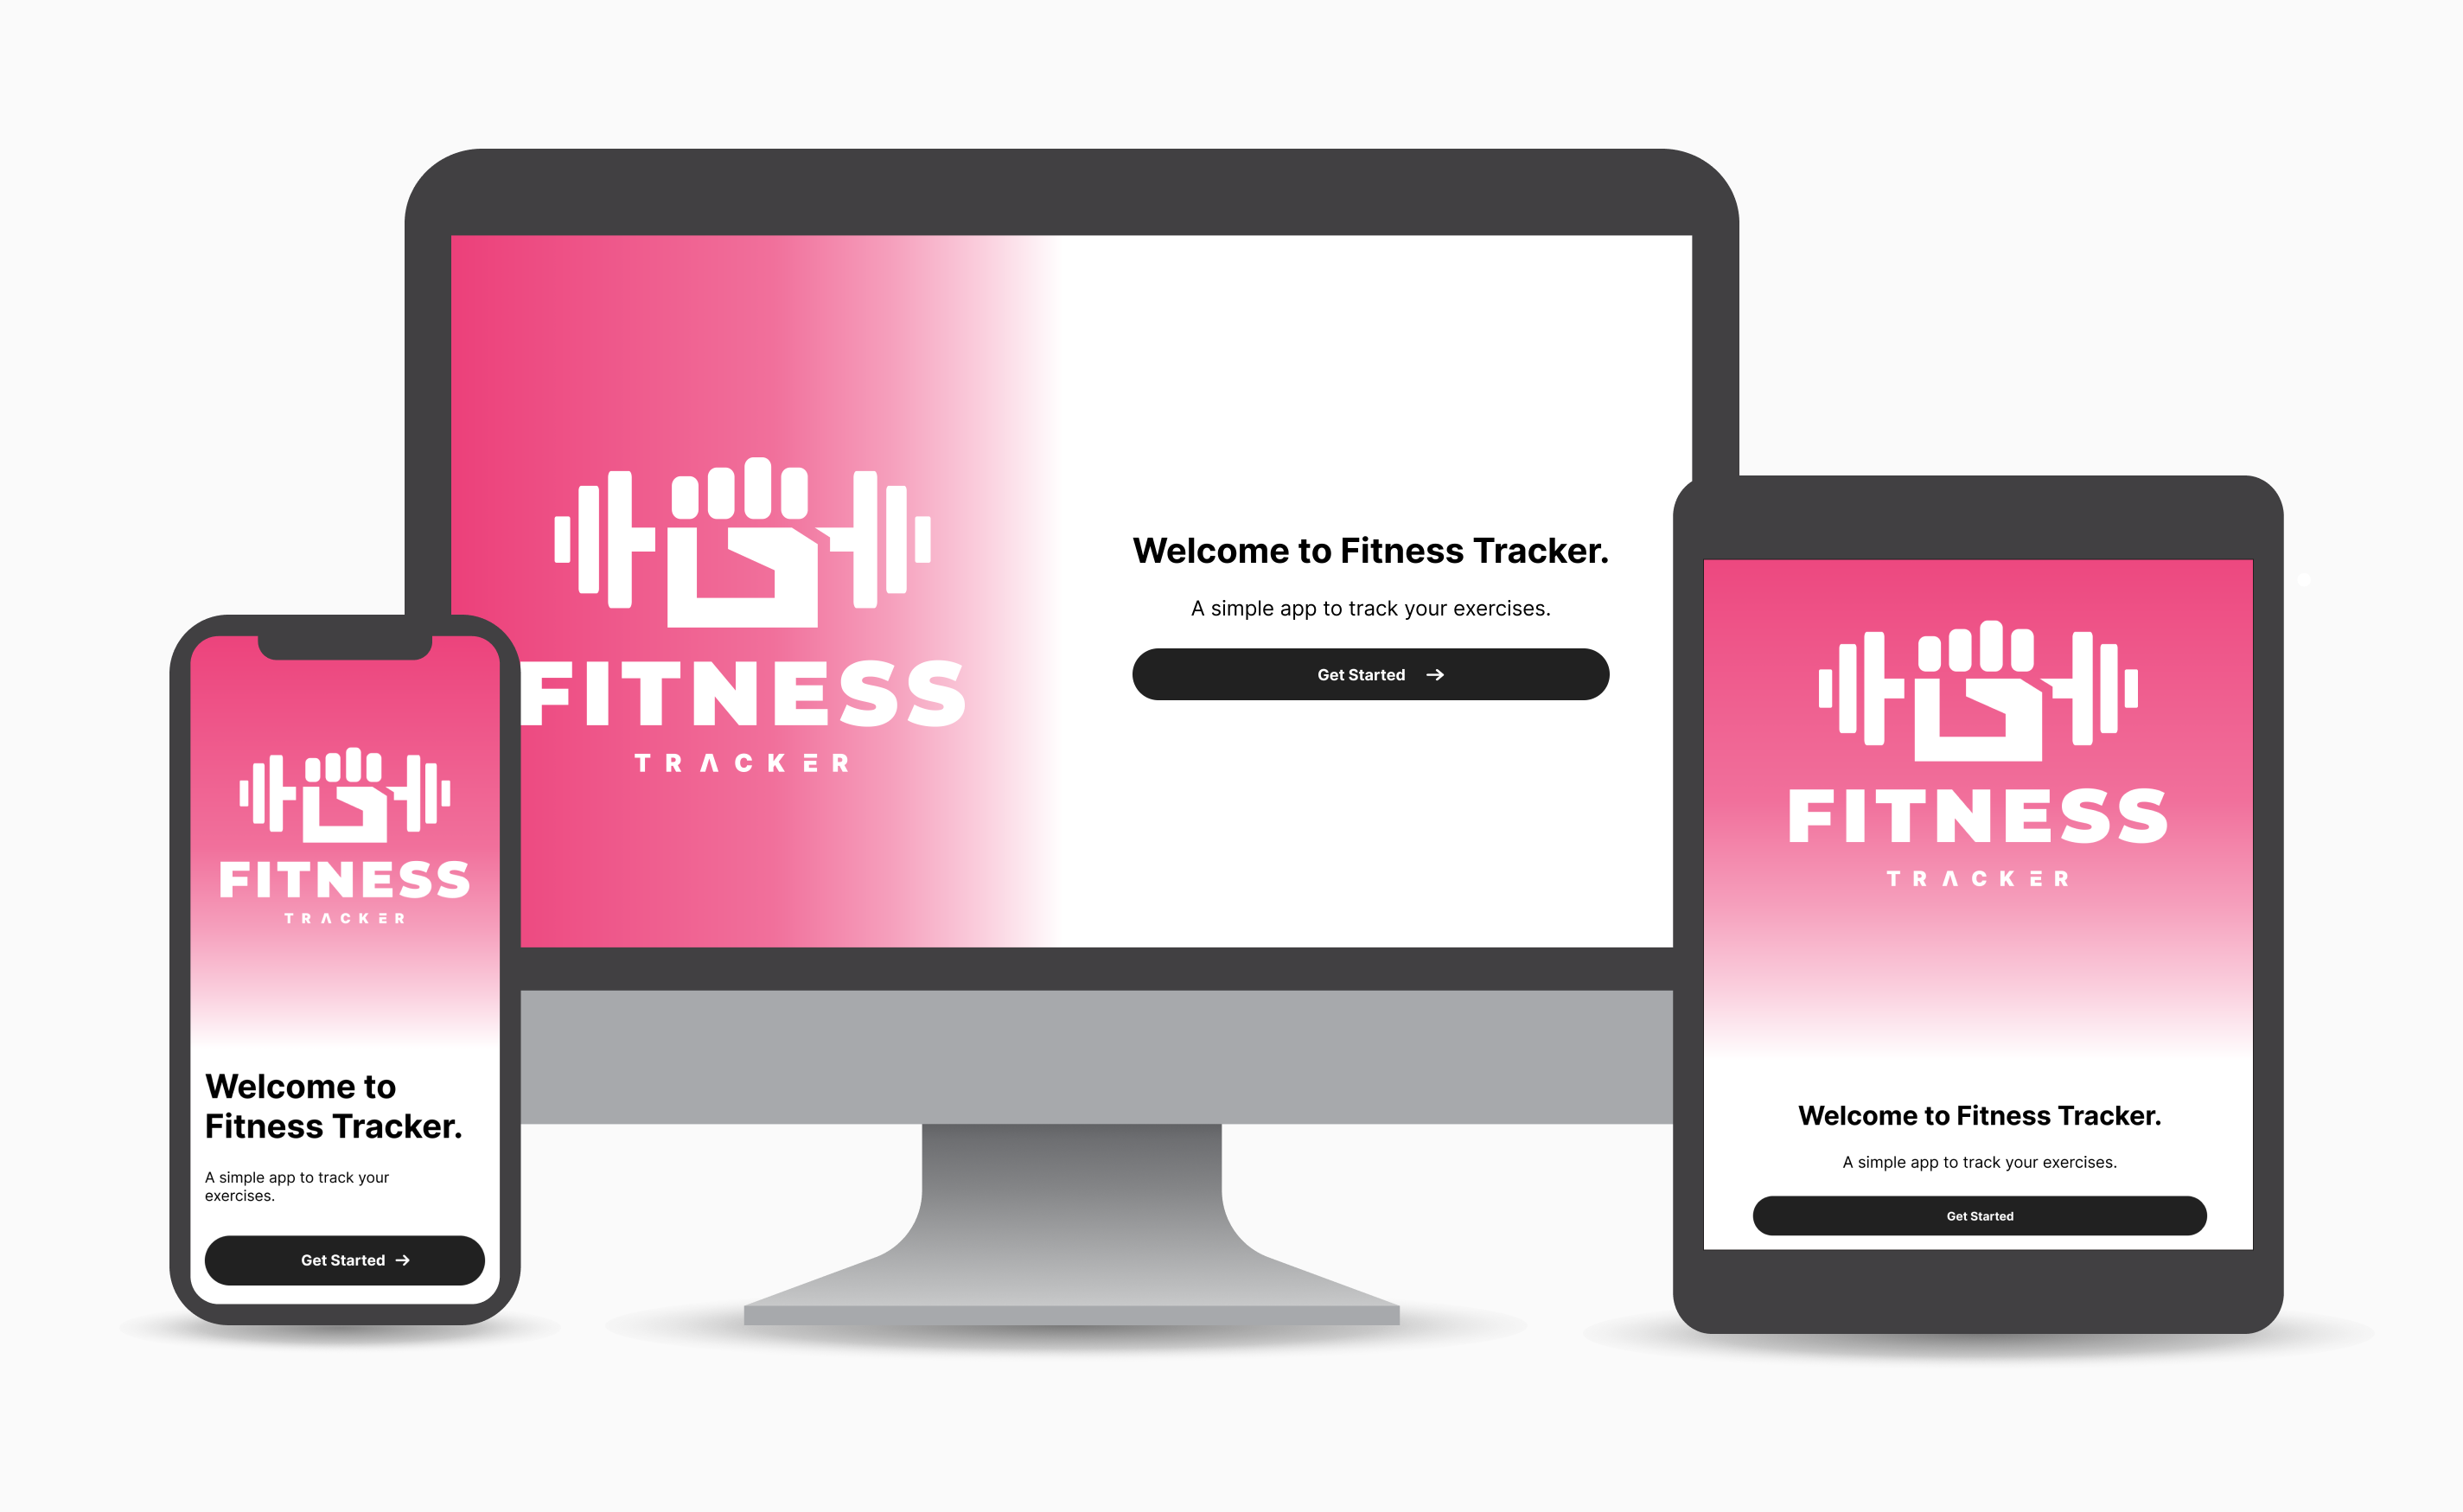 FITNESS
TRACKER
Welcome to Fitness Tracker.
A simple app to track your exercises.
Get Started
FITNESS
TRACKER
Welcome to
Fitness Tracker.
A simple app to track your
exercises.
Get Started
FITNESS
TRACKER
Welcome to Fitness Tracker.
A simple app to track your exercises.
Get Started